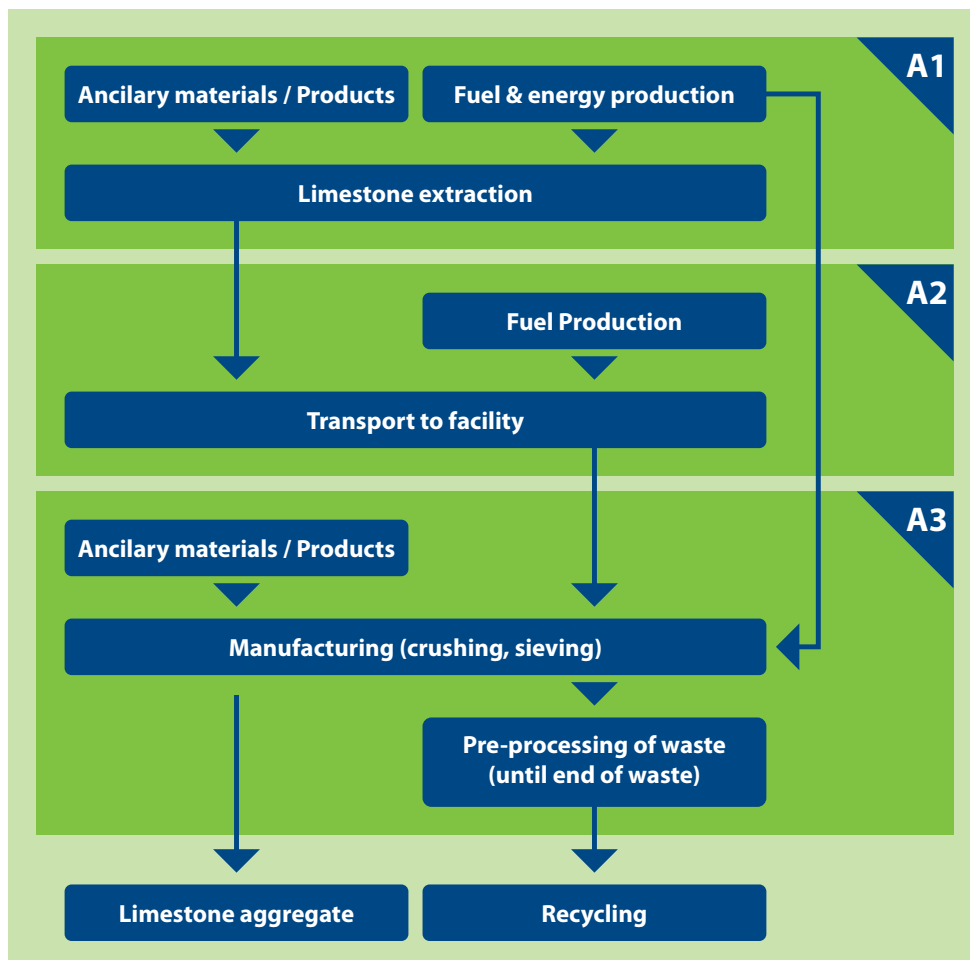 A1
Ancilary materials / Products
Fuel & energy production
Limestone extraction
A2
Fuel Production
Transport to facility
A3
Ancilary materials / Products
Manufacturing (crushing, sieving)
Pre-processing of waste
(until end of waste)
Limestone aggregate
Recycling